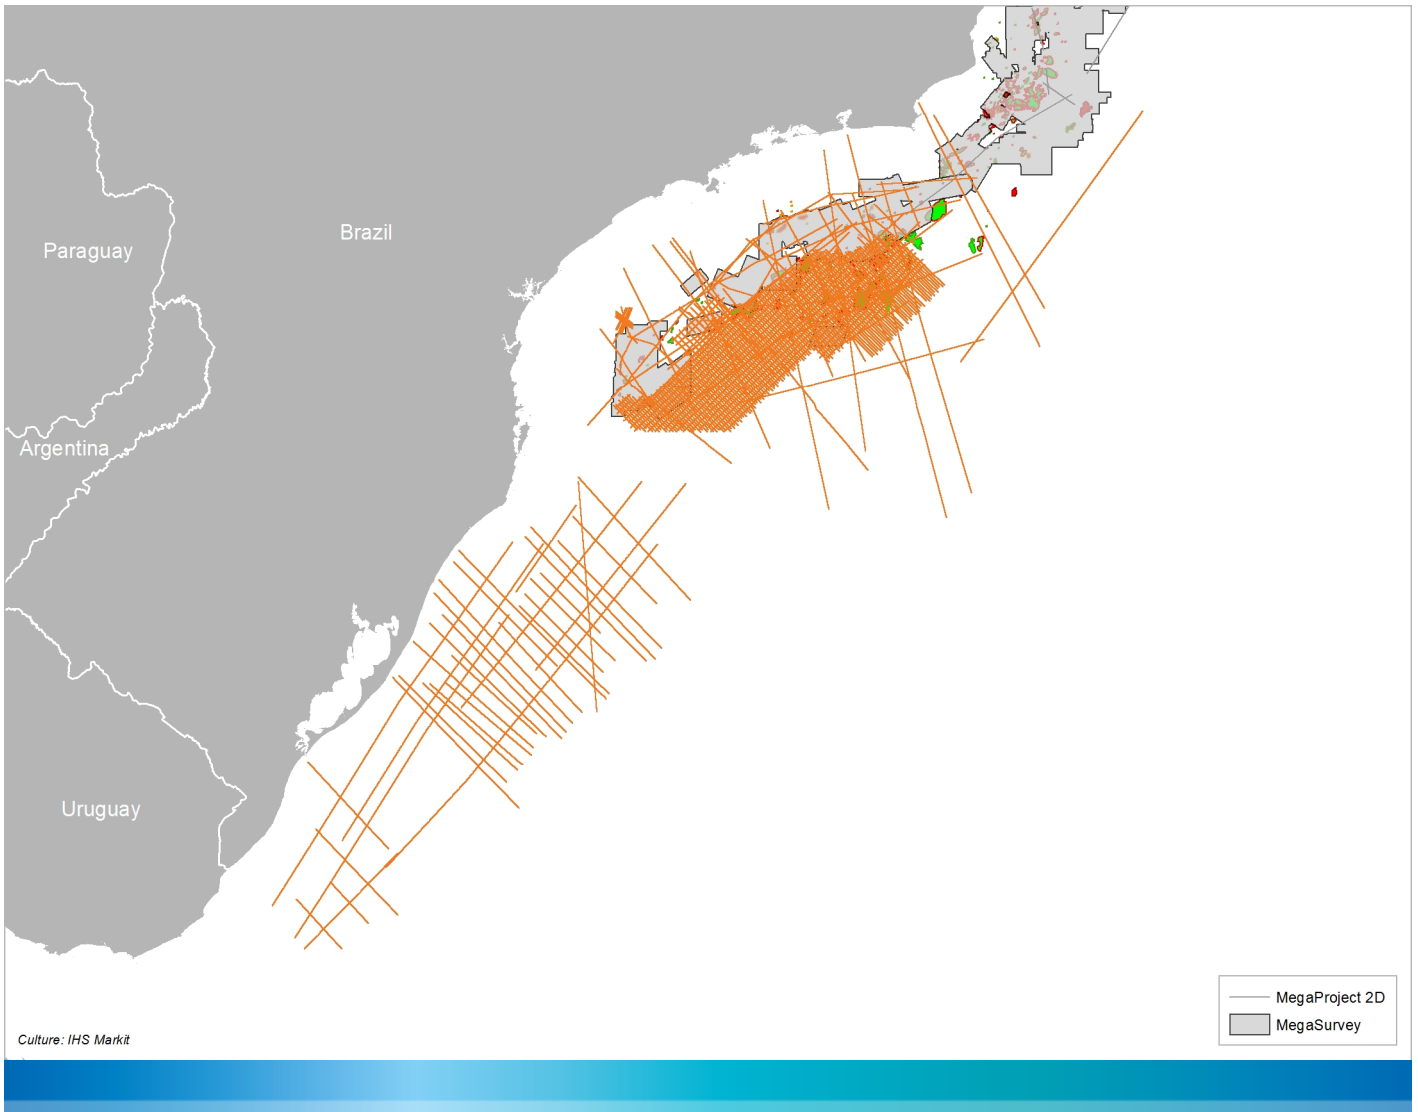 Brazil
Paraguay
Argentina
Uruguay
MegaProject 2D
MegaSurvey
Culture: IHS Markit